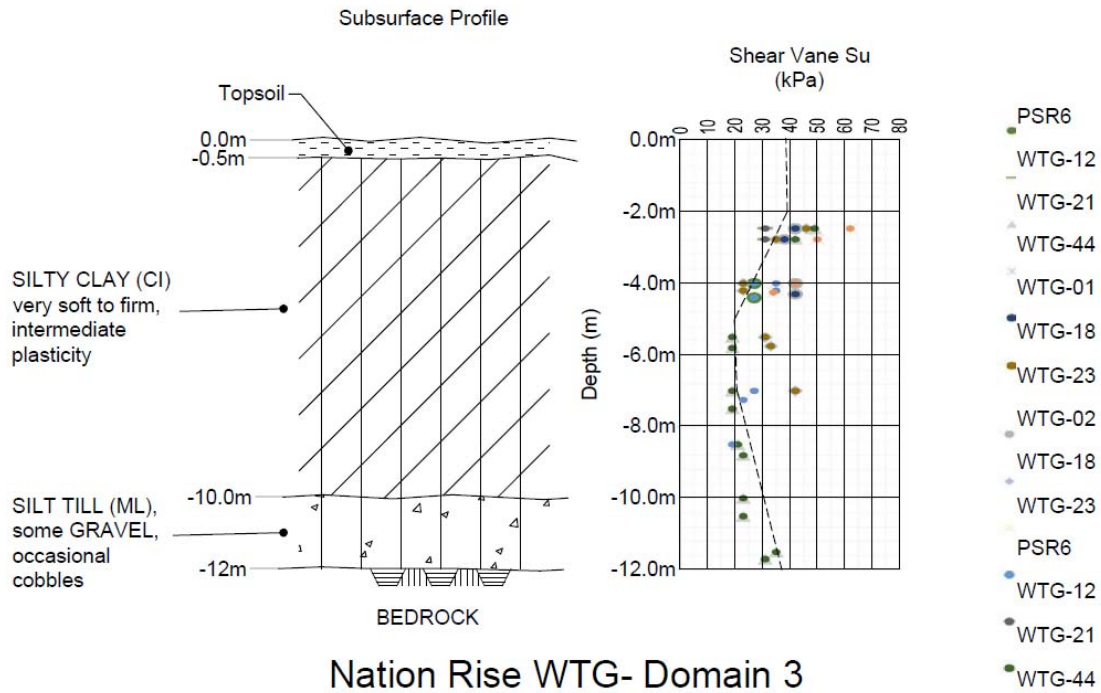 Subsurface Profile
Topsoil
0.0m
-0.5m
SILTY CLAY (CI)
very soft to firm,
intermediate
plasticity
-10.0m
SILT TILL (ML),
some GRAVEL,
occasional
cobbles
-12m
BEDROCK
Shear Vane Su
(kPa)
0 10 20 30 40 50 60 70 80
Depth (m)
0.0m
-2.0m
-4.0m
-6.0m
-8.0m
-10.0m
-12.0m
PSR6
WTG-12
WTG-21
WTG-44
WTG-01
WTG-18
WTG-23
WTG-02
WTG-18
WTG-23
PSR6
WTG-12
WTG-21
WTG-44
Nation Rise WTG- Domain 3